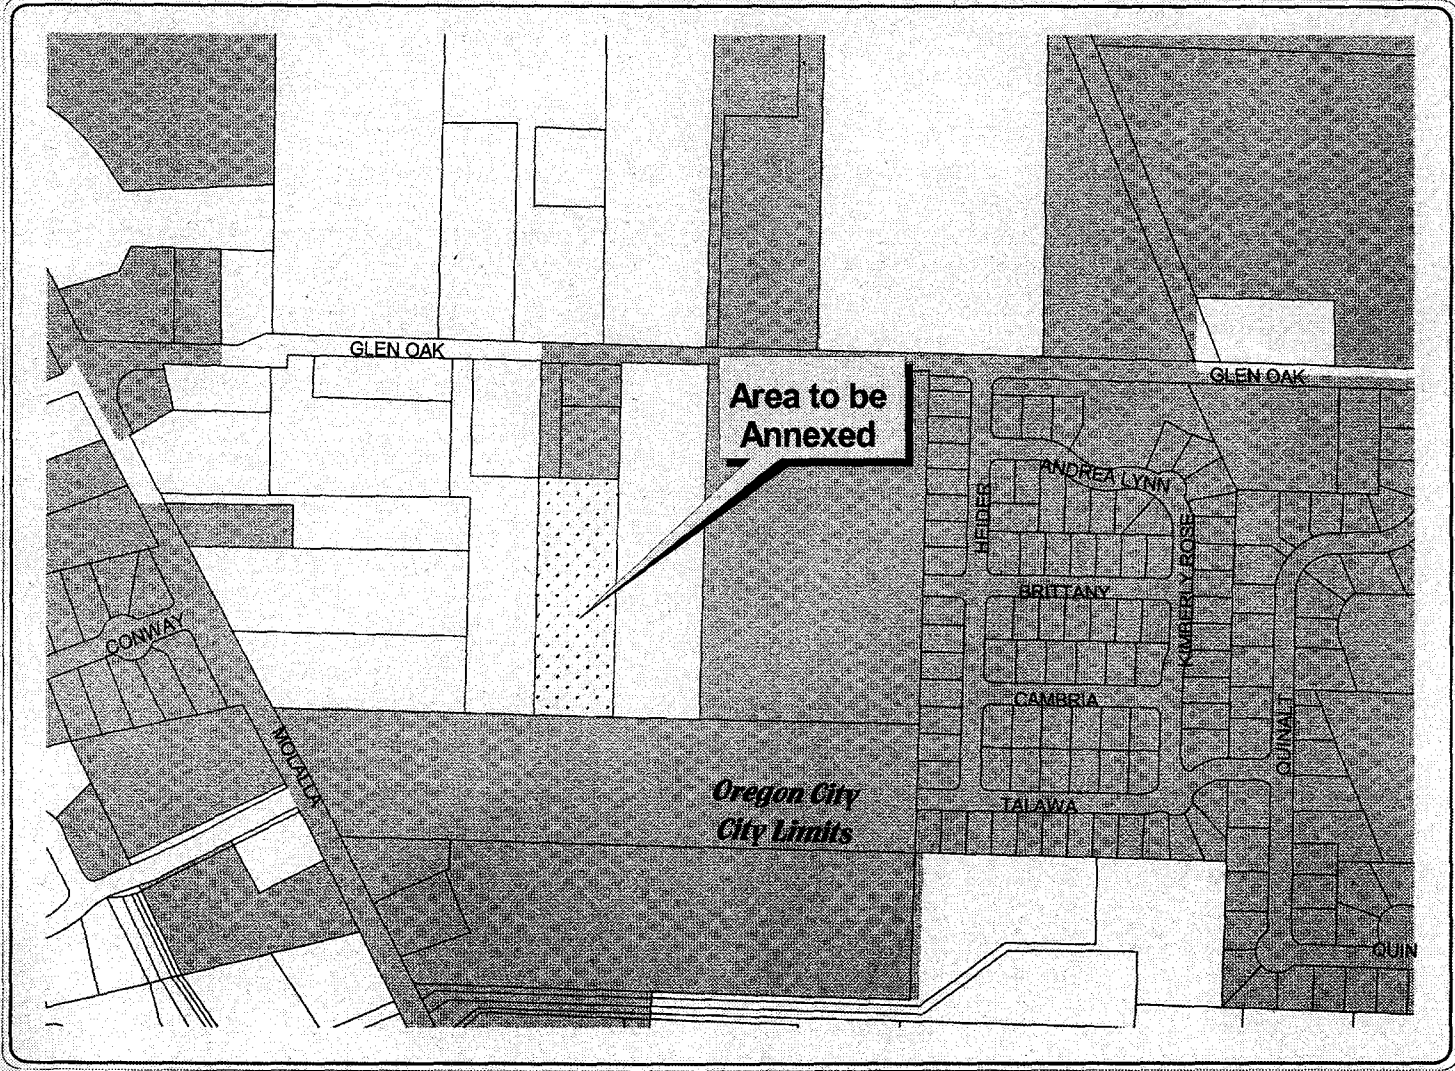 GLEN OAK
GLEN OAK
Area to be
Annexed
ANDREA LYNN
HEIDER
KIMBERLY ROSE
BRITTANY
CONWAY
CAMBRIA
QUINALT
MOLALLA
Oregon City
City Limits
TALAWA
QUIN